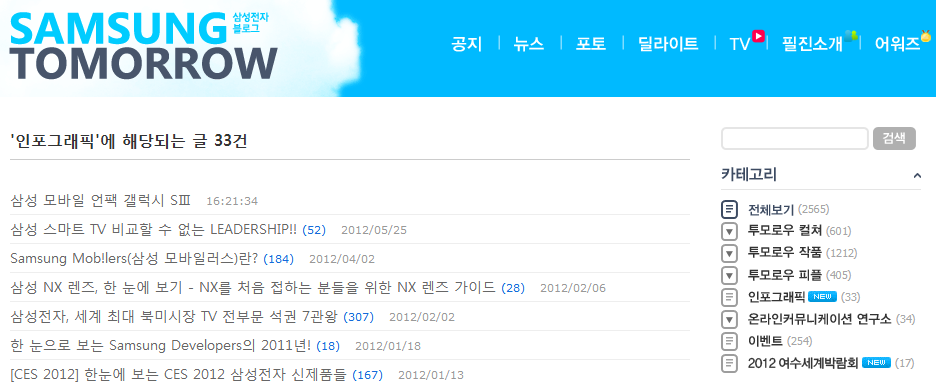 SAMSUNG 삼성전자
블로그
TOMORROW
공지 뉴스 포토 딜라이트 TV 필진소개 어워즈
'인포그래픽'에 해당되는 글 33건
삼성 모바일 언팩 갤럭시 SⅢ 16:21:34
삼성 스마트 TV 비교할 수 없는 LEADERSHIP!! (52) 2012/05/25
Samsung Mob!lers(삼성 모바일러스)란? (184) 2012/04/02
삼성 NX 렌즈, 한 눈에 보기 - NX를 처음 접하는 분들을 위한 NX 렌즈 가이드 (28) 2012/02/06
삼성전자, 세계 최대 북미시장 TV 전부문 석권 7관왕 (307) 2012/02/02
한 눈으로 보는 Samsung Developers의 2011년! (18) 2012/01/18
[CES 2012] 한눈에 보는 CES 2012 삼성전자 신제품들 (167) 2012/01/13
검색
카테고리
전체보기 (2565)
투모로우 컬쳐 (601)
투모로우 작품 (1212)
투모로우 피플 (405)
인포그래픽 NEW (33)
온라인커뮤니케이션 연구소 (34)
이벤트 (254)
2012 여수세계박람회 NEW (17)